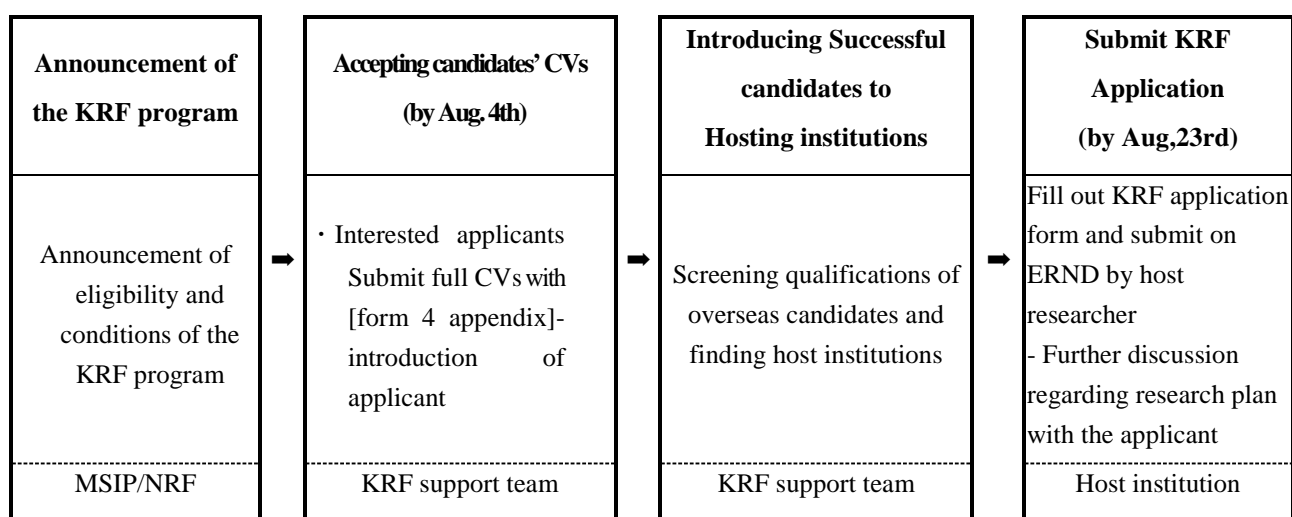 Announcement of
the KRF program
Announcement of
eligibility and
conditions of the
KRF program
MSIP/NRF
➡
Accepting candidates’ CVs
(by Aug. 4th)
· Interested applicants
Submit full CVs with
[form 4 appendix]-
introduction of
applicant
KRF support team
➡
Introducing Successful
candidates to
Hosting institutions
Screening qualifications of
overseas candidates and
finding host institutions
KRF support team
➡
Submit KRF
Application
(by Aug,23rd)
Fill out KRF application
form and submit on
ERND by host
researcher
- Further discussion
regarding research plan
with the applicant
Host institution